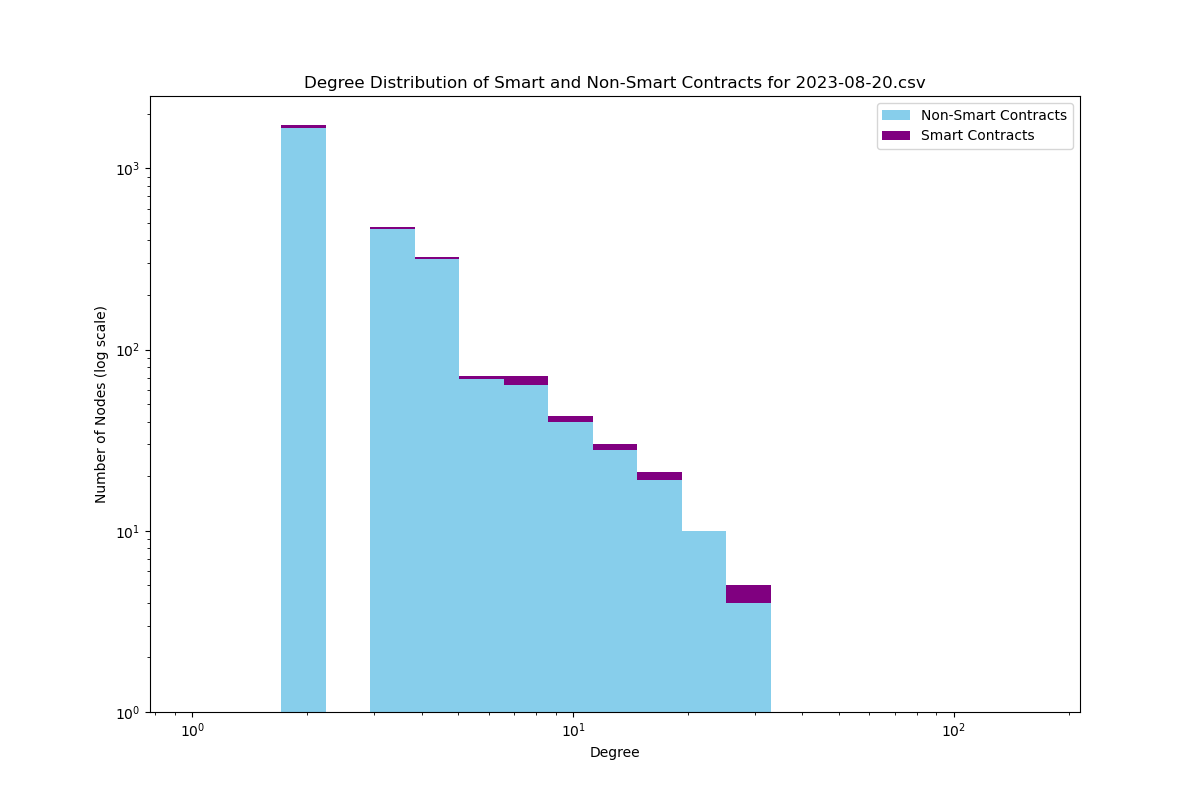 Degree Distribution of Smart and Non-Smart Contracts for 2023-08-20.csv
Non-Smart Contracts
Smart Contracts
Number of Nodes (log scale)
10³
10²
10¹
10⁰
10⁰ 10¹ 10²
Degree